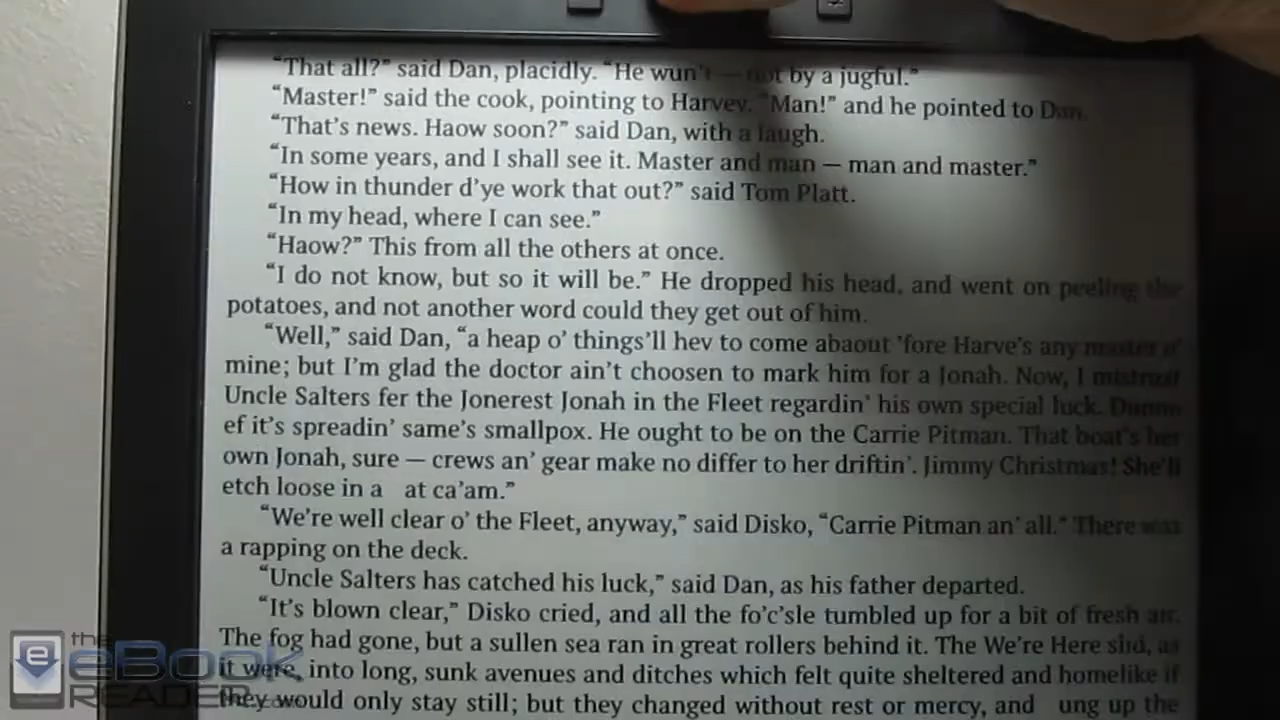 “That all?” said Dan, placidly. “He wun't — not by a jugful.”
“Master!” said the cook, pointing to Harvey. “Man!” and he pointed to Dan.
“That's news. Haow soon?” said Dan, with a laugh.
“In some years, and I shall see it. Master and man — man and master.”
“How in thunder d'ye work that out?” said Tom Platt.
“In my head, where I can see.”
“Haow?” This from all the others at once.
“I do not know, but so it will be.” He dropped his head, and went on peeling the
potatoes, and not another word could they get out of him.
“Well,” said Dan, “a heap o' things'll hev to come abaout 'fore Harve's any master o'
mine; but I'm glad the doctor ain't choosen to mark him for a Jonah. Now, I mistrust
Uncle Salters fer the Jonerest Jonah in the Fleet regardin' his own special luck. Dunno
ef it's spreadin' same's smallpox. He ought to be on the Carrie Pitman. That boat's her
own Jonah, sure — crews an' gear make no differ to her driftin'. Jimmy Christmas! She'll
etch loose in a at ca'am.”
“We're well clear o' the Fleet, anyway,” said Disko, “Carrie Pitman an' all.” There was
a rapping on the deck.
“Uncle Salters has catched his luck,” said Dan, as his father departed.
“It's blown clear,” Disko cried, and all the fo'c'sle tumbled up for a bit of fresh air.
The fog had gone, but a sullen sea ran in great rollers behind it. The We're Here slid, as
it were, into long, sunk avenues and ditches which felt quite sheltered and homelike if
they would only stay still; but they changed without rest or mercy, and ung up the
the
eBook
READER